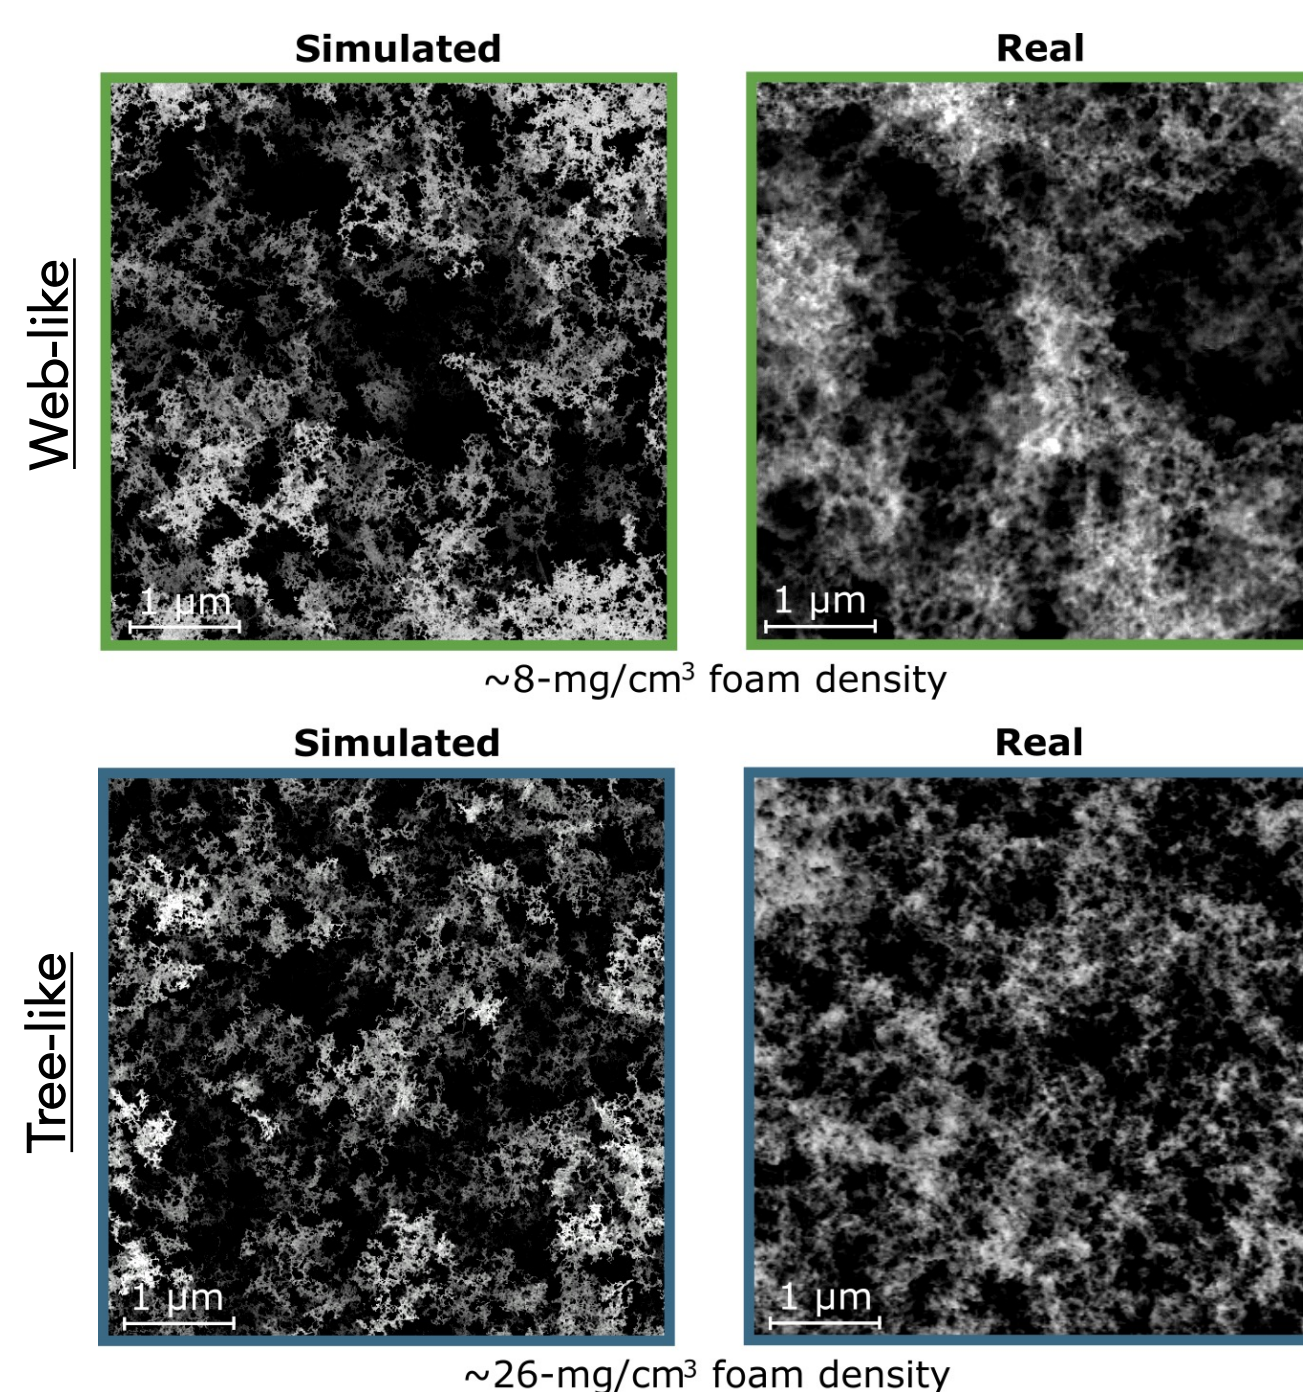 Simulated
Real
Web-like
1 µm
1 µm
~8-mg/cm³ foam density
Simulated
Real
Tree-like
1 µm
1 µm
~26-mg/cm³ foam density